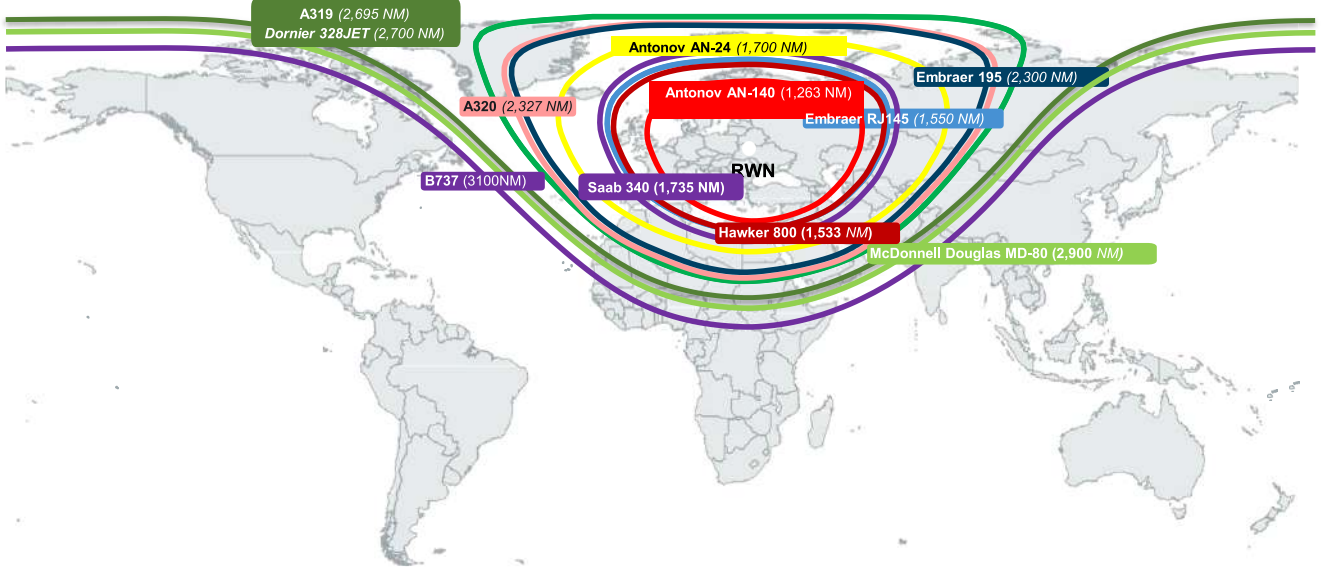 A319 (2,695 NM)
Dornier 328JET (2,700 NM)
Antonov AN-24 (1,700 NM)
Embraer 195 (2,300 NM)
Antonov AN-140 (1,263 NM)
A320 (2,327 NM)
Embraer RJ145 (1,550 NM)
RWN
B737 (3100NM)
Saab 340 (1,735 NM)
Hawker 800 (1,533 NM)
McDonnell Douglas MD-80 (2,900 NM)